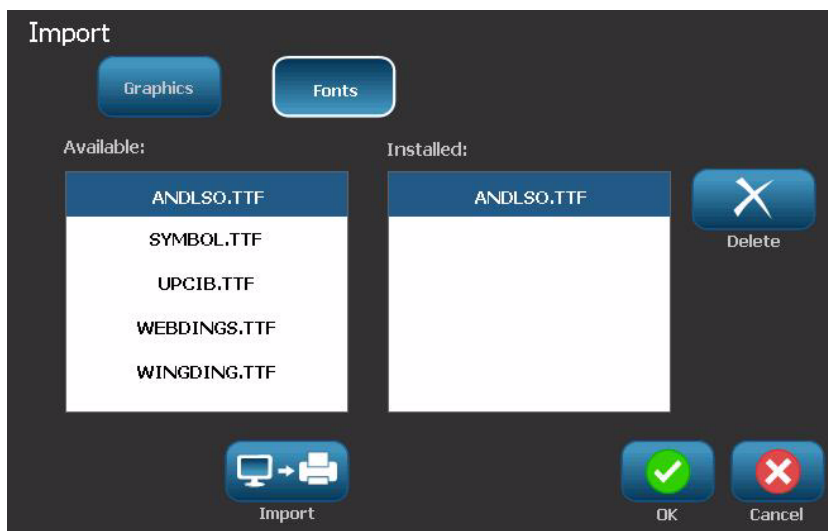 Import
Graphics
Fonts
Available:
Installed:
ANDLSO.TTF
SYMBOL.TTF
UPCIB.TTF
WEBDINGS.TTF
WINGDING.TTF
ANDLSO.TTF
Delete
Import
OK
Cancel